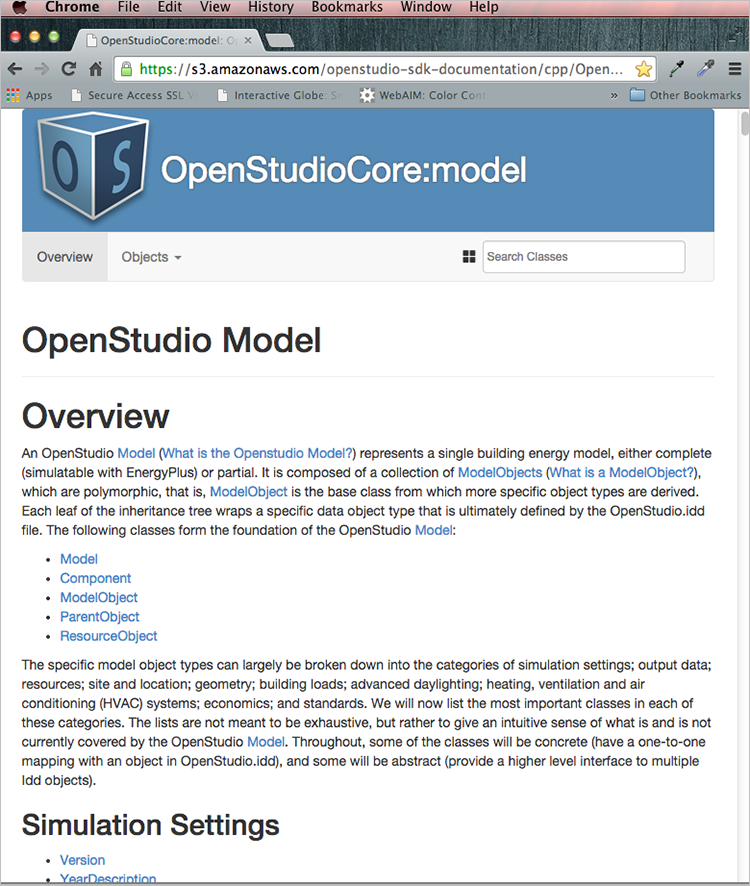 Chrome File Edit View History Bookmarks Window Help
OpenStudioCore:model: O
https://s3.amazonaws.com/openstudio-sdk-documentation/cpp/Open...
Apps Secure Access SSL Interactive Globe: WebAIM: Color Cont » Other Bookmarks
OS OpenStudioCore:model
Overview Objects Search Classes
OpenStudio Model
Overview
An OpenStudio Model (What is the Openstudio Model?) represents a single building energy model, either complete
(simulatable with EnergyPlus) or partial. It is composed of a collection of ModelObjects (What is a ModelObject?),
which are polymorphic, that is, ModelObject is the base class from which more specific object types are derived.
Each leaf of the inheritance tree wraps a specific data object type that is ultimately defined by the OpenStudio.idd
file. The following classes form the foundation of the OpenStudio Model:
• Model
• Component
• ModelObject
• ParentObject
• ResourceObject
The specific model object types can largely be broken down into the categories of simulation settings; output data;
resources; site and location; geometry; building loads; advanced daylighting; heating, ventilation and air
conditioning (HVAC) systems; economics; and standards. We will now list the most important classes in each of
these categories. The lists are not meant to be exhaustive, but rather to give an intuitive sense of what is and is not
currently covered by the OpenStudio Model. Throughout, some of the classes will be concrete (have a one-to-one
mapping with an object in OpenStudio.idd), and some will be abstract (provide a higher level interface to multiple
Idd objects).
Simulation Settings
• Version
• YearDescription